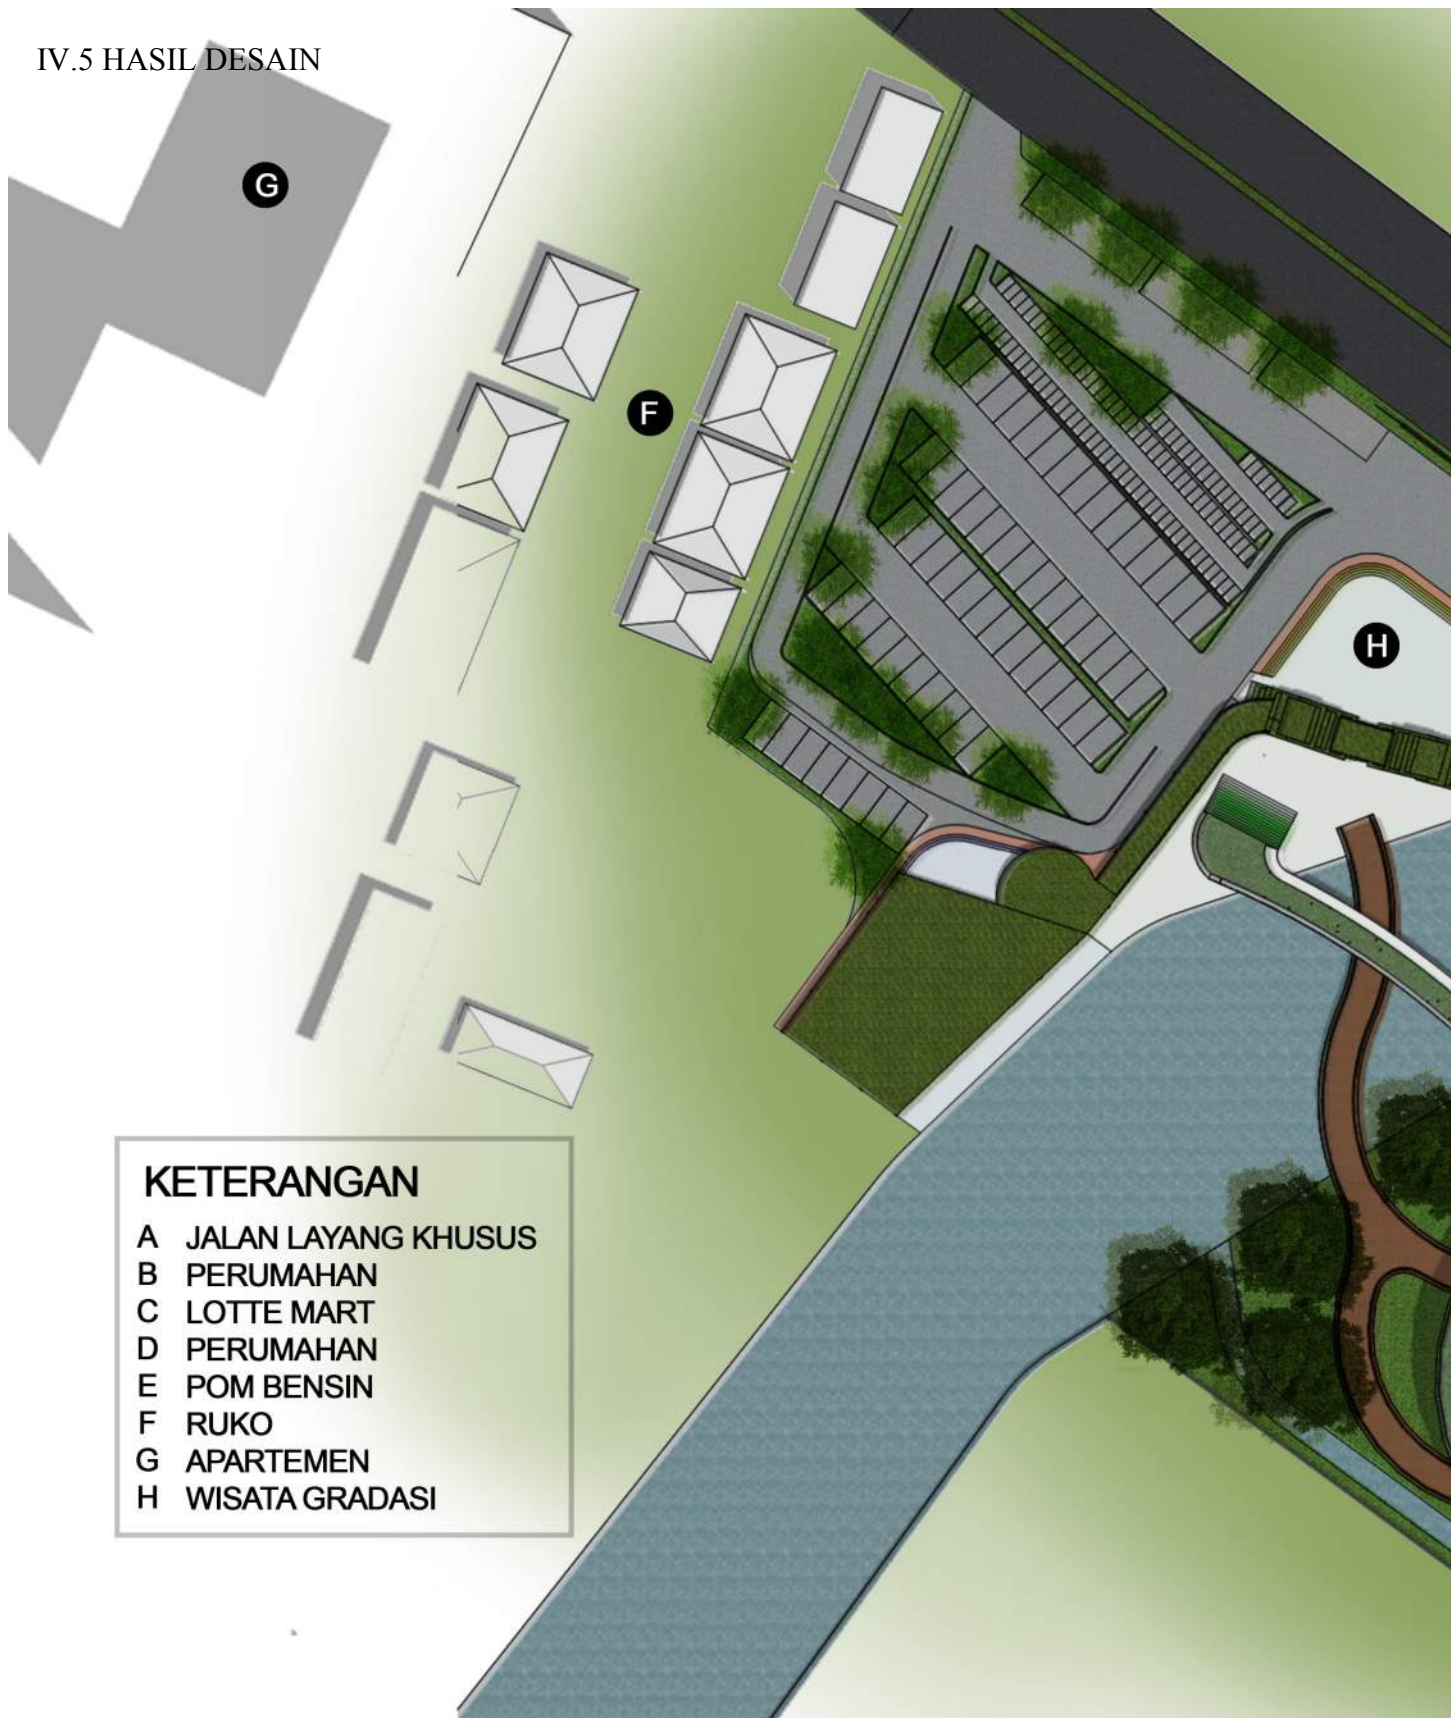 IV.5 HASIL DESAIN
G
F
H
KETERANGAN
A JALAN LAYANG KHUSUS
B PERUMAHAN
C LOTTE MART
D PERUMAHAN
E POM BENSIN
F RUKO
G APARTEMEN
H WISATA GRADASI